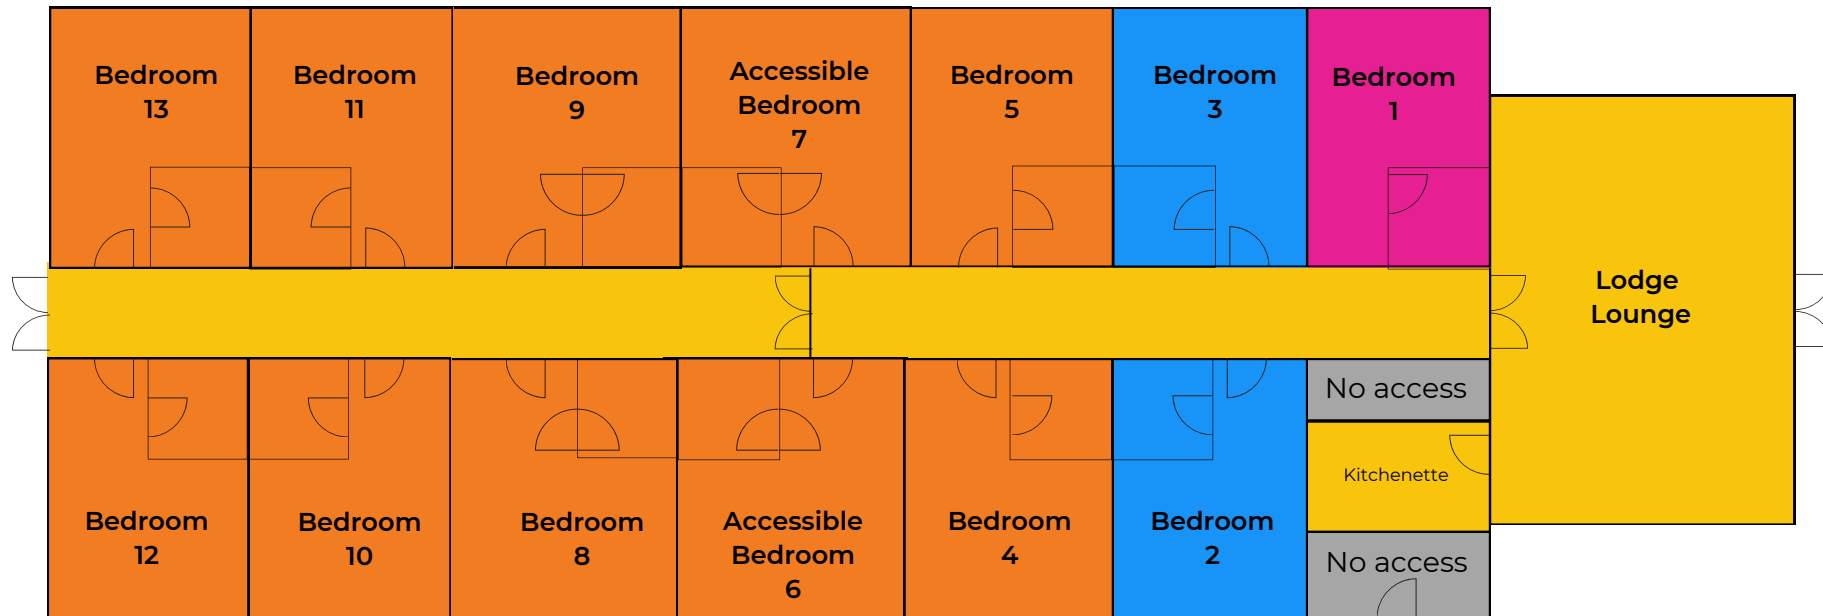 Bedroom
13
Bedroom
11
Bedroom
9
Accessible
Bedroom
7
Bedroom
5
Bedroom
3
Bedroom
1
Lodge
Lounge
No access
Kitchenette
No access
Bedroom
12
Bedroom
10
Bedroom
8
Accessible
Bedroom
6
Bedroom
4
Bedroom
2